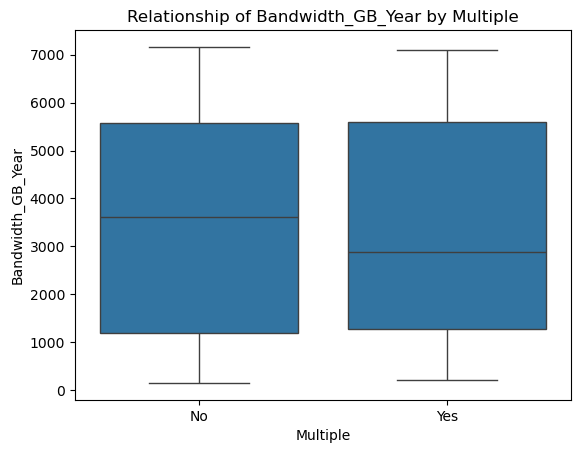 Relationship of Bandwidth_GB_Year by Multiple
7000
6000
5000
4000
3000
2000
1000
0
Bandwidth_GB_Year
No Yes
Multiple